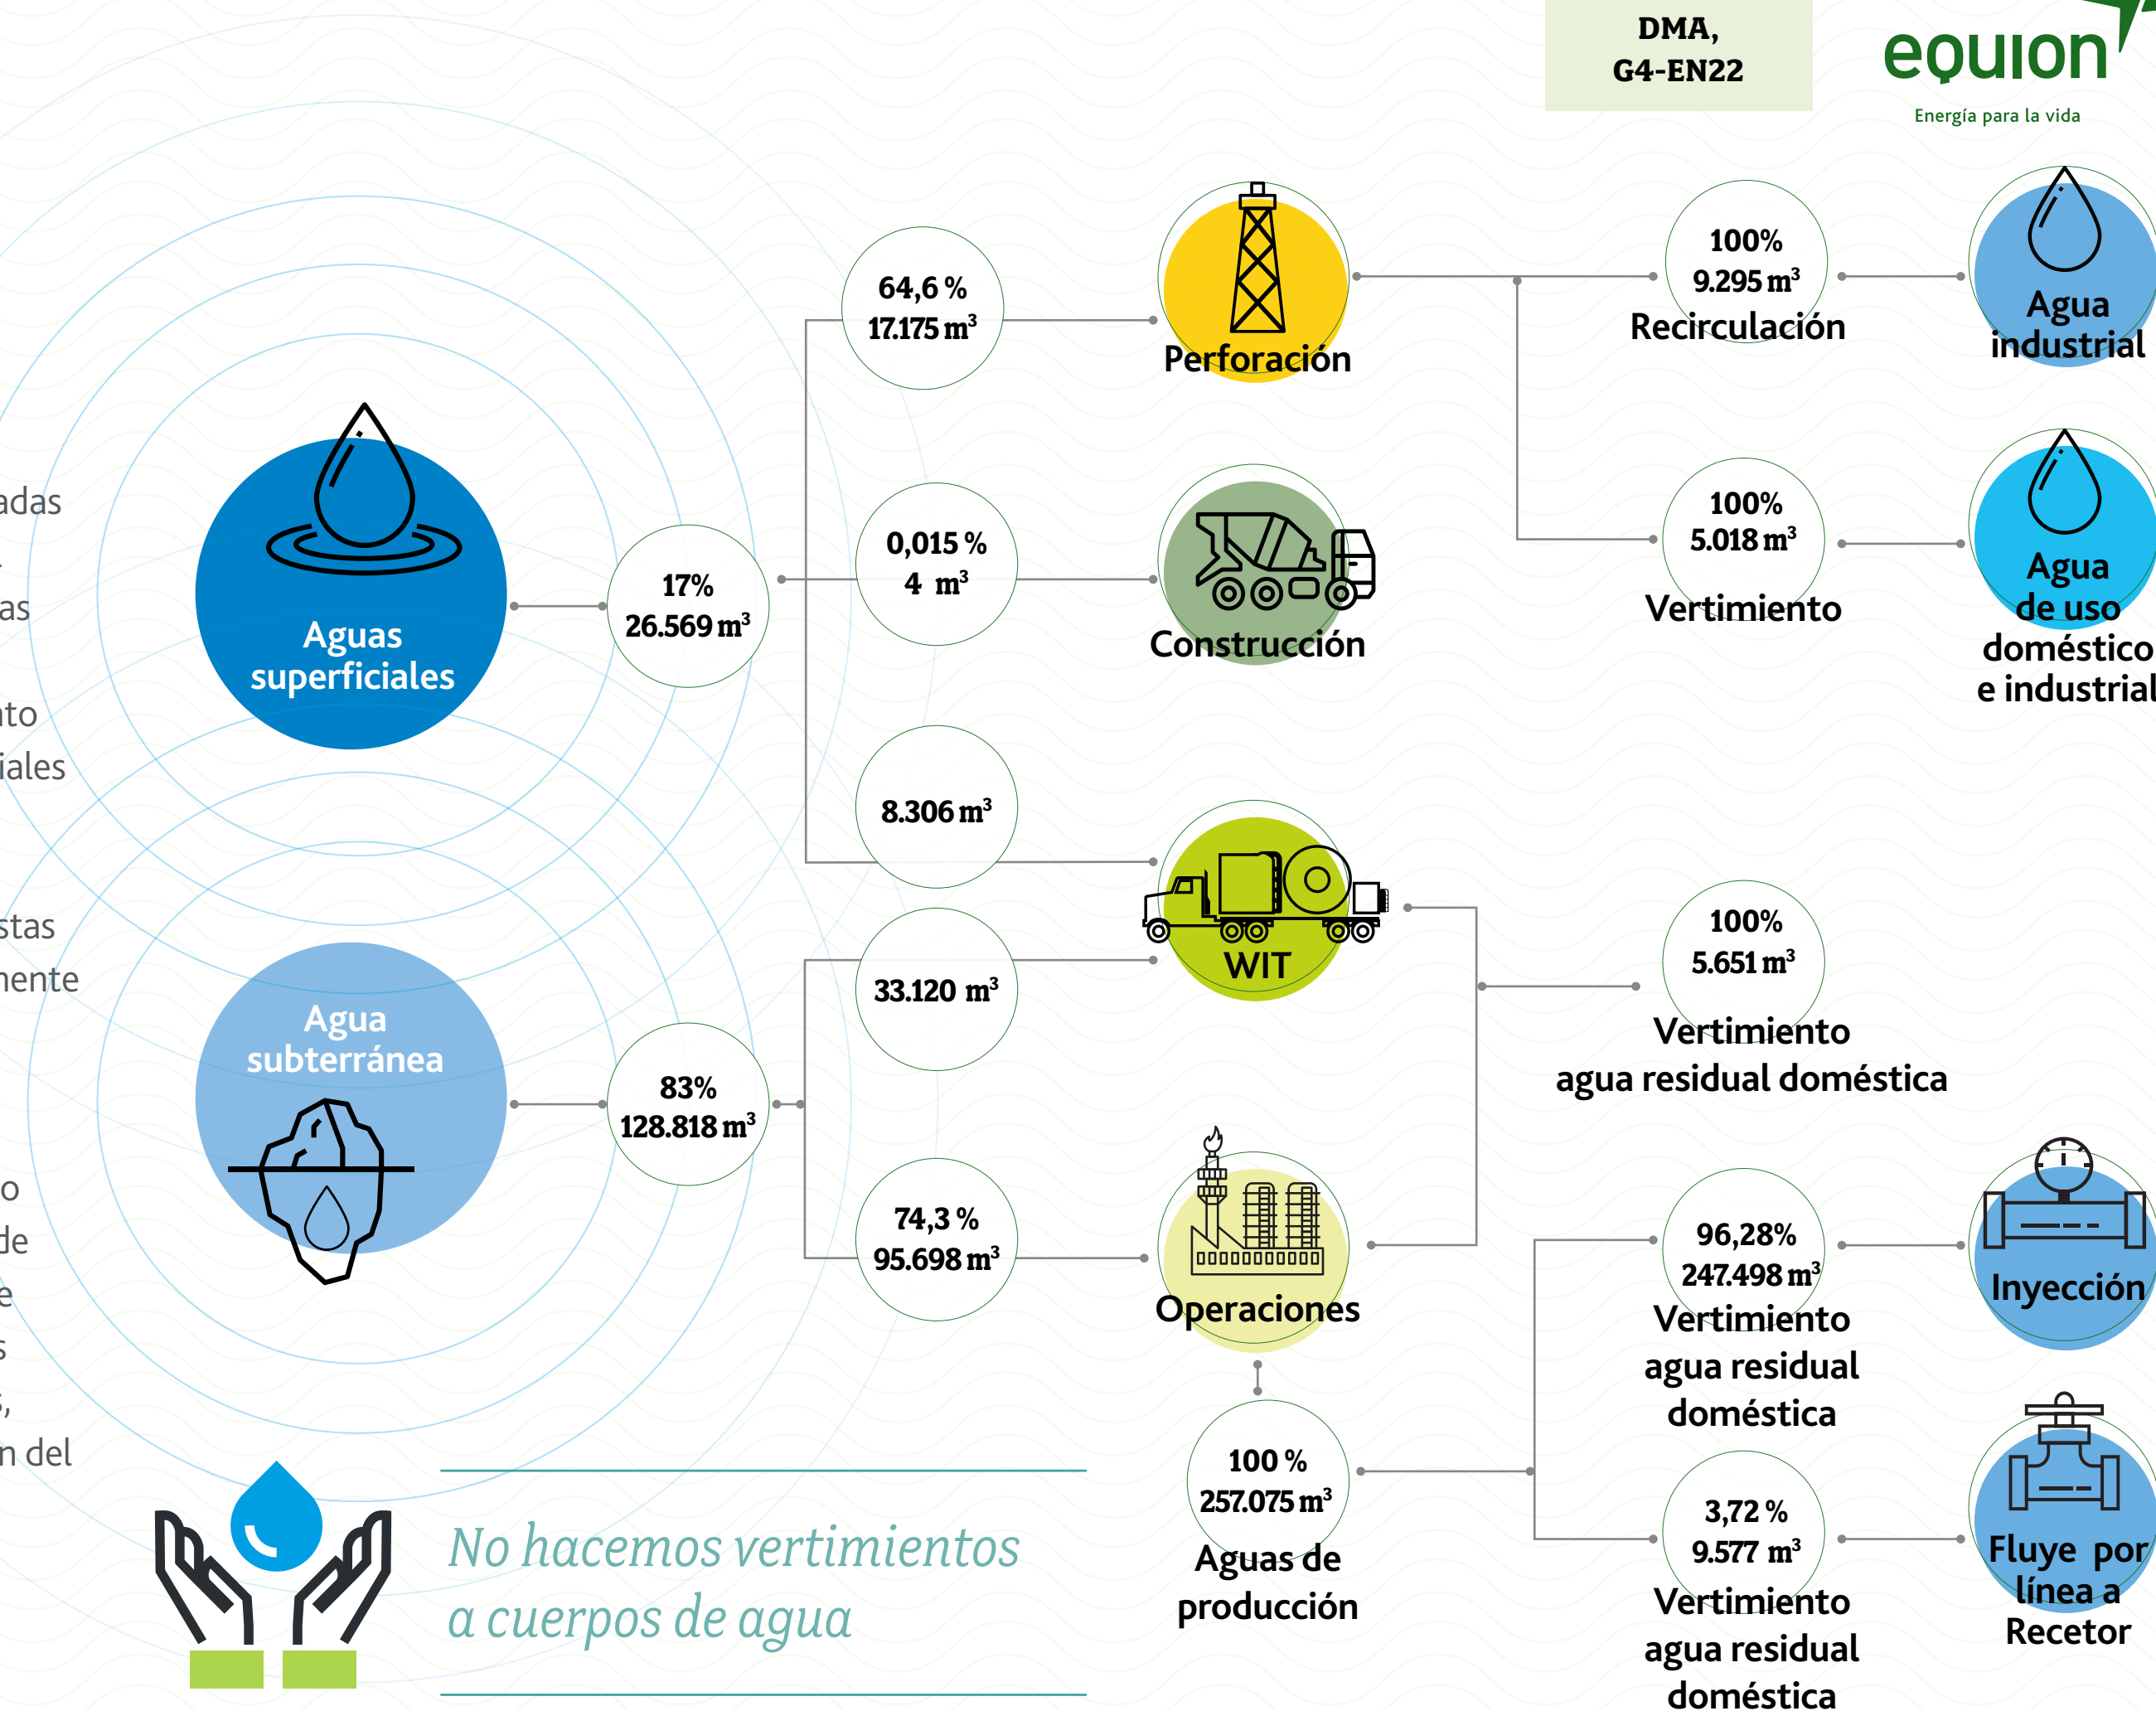 DMA,
G4-EN22
equion
Energía para la vida
adas
as
nto
iales
stas
mente
o
de
e
s
s,
n del
Aguas
superficiales
17%
26.569 m³
64,6 %
17.175 m³
Perforación
100%
9.295 m³
Recirculación
Agua
industrial
100%
5.018 m³
Vertimiento
Agua
de uso
doméstico
e industrial
0,015 %
4 m³
Construcción
8.306 m³
WIT
Agua
subterránea
83%
128.818 m³
33.120 m³
74,3 %
95.698 m³
Operaciones
100%
5.651 m³
Vertimiento
agua residual doméstica
100 %
257.075 m³
Aguas de
producción
96,28%
247.498 m³
Vertimiento
agua residual
doméstica
Inyección
3,72 %
9.577 m³
Vertimiento
agua residual
doméstica
Fluye por
línea a
Recetor
No hacemos vertimientos
a cuerpos de agua